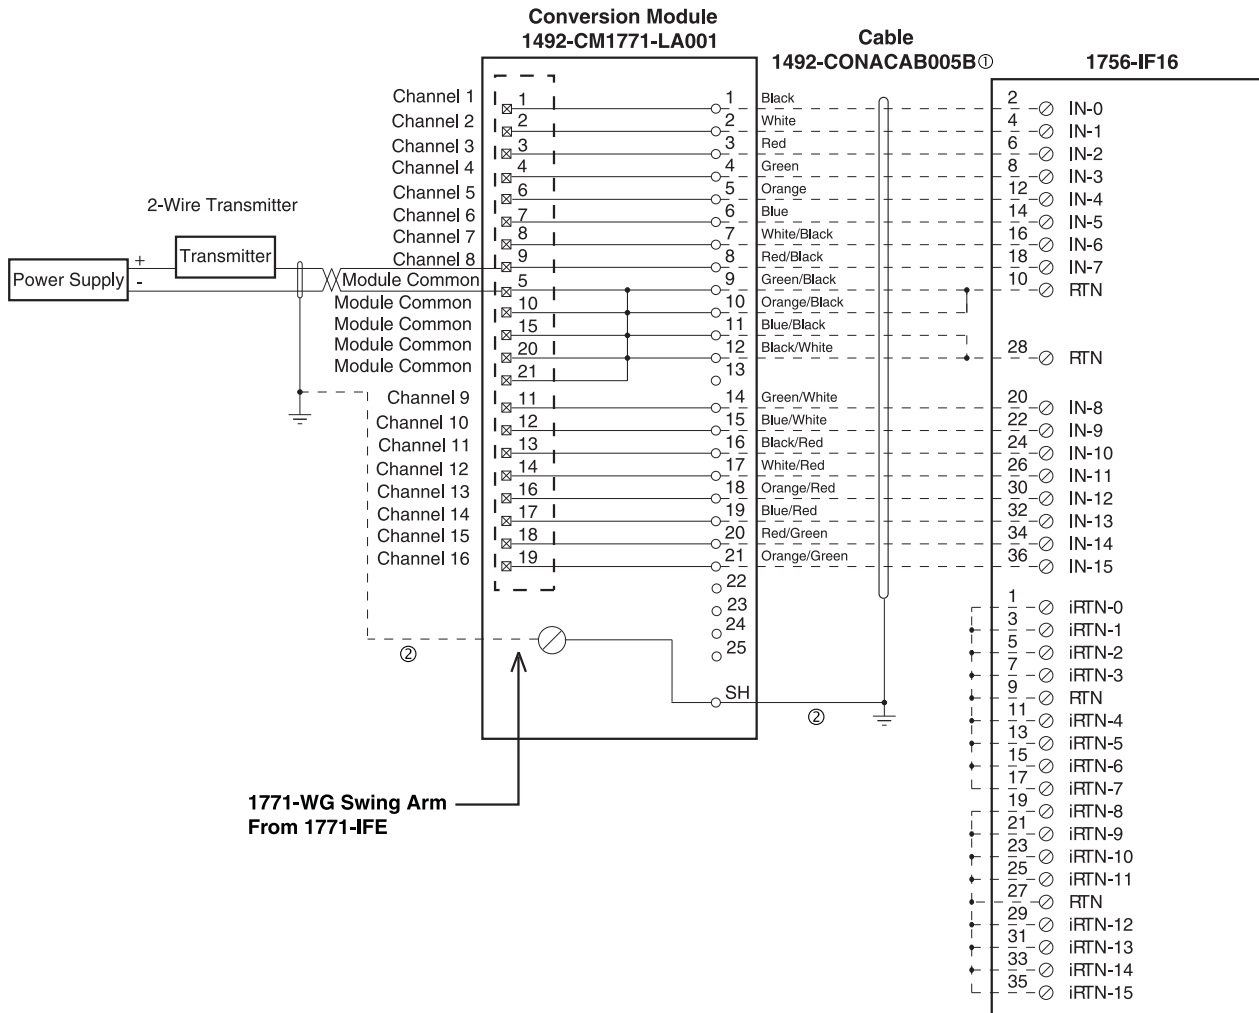 Conversion Module
1492-CM1771-LA001
Cable
1492-CONACAB005B①
1756-IF16
Channel 1 1 1 Black 2 IN-0
Channel 2 2 2 White 4 IN-1
Channel 3 3 3 Red 6 IN-2
Channel 4 4 4 Green 8 IN-3
Channel 5 6 5 Orange 12 IN-4
Channel 6 7 6 Blue 14 IN-5
Channel 7 8 7 White/Black 16 IN-6
Channel 8 9 8 Red/Black 18 IN-7
Module Common 5 9 Green/Black 10 RTN
Module Common 10 10 Orange/Black
Module Common 15 11 Blue/Black
Module Common 20 12 Black/White 28 RTN
Module Common 21 13
Channel 9 11 14 Green/White 20 IN-8
Channel 10 12 15 Blue/White 22 IN-9
Channel 11 13 16 Black/Red 24 IN-10
Channel 12 14 17 White/Red 26 IN-11
Channel 13 16 18 Orange/Red 30 IN-12
Channel 14 17 19 Blue/Red 32 IN-13
Channel 15 18 20 Red/Green 34 IN-14
Channel 16 19 21 Orange/Green 36 IN-15
22
23
24
25
SH
②
②
2-Wire Transmitter
Transmitter
Power Supply
+
-
1 iRTN-0
3 iRTN-1
5 iRTN-2
7 iRTN-3
9 RTN
11 iRTN-4
13 iRTN-5
15 iRTN-6
17 iRTN-7
19 iRTN-8
21 iRTN-9
23 iRTN-10
25 iRTN-11
27 RTN
29 iRTN-12
31 iRTN-13
33 iRTN-14
35 iRTN-15
1771-WG Swing Arm
From 1771-IFE